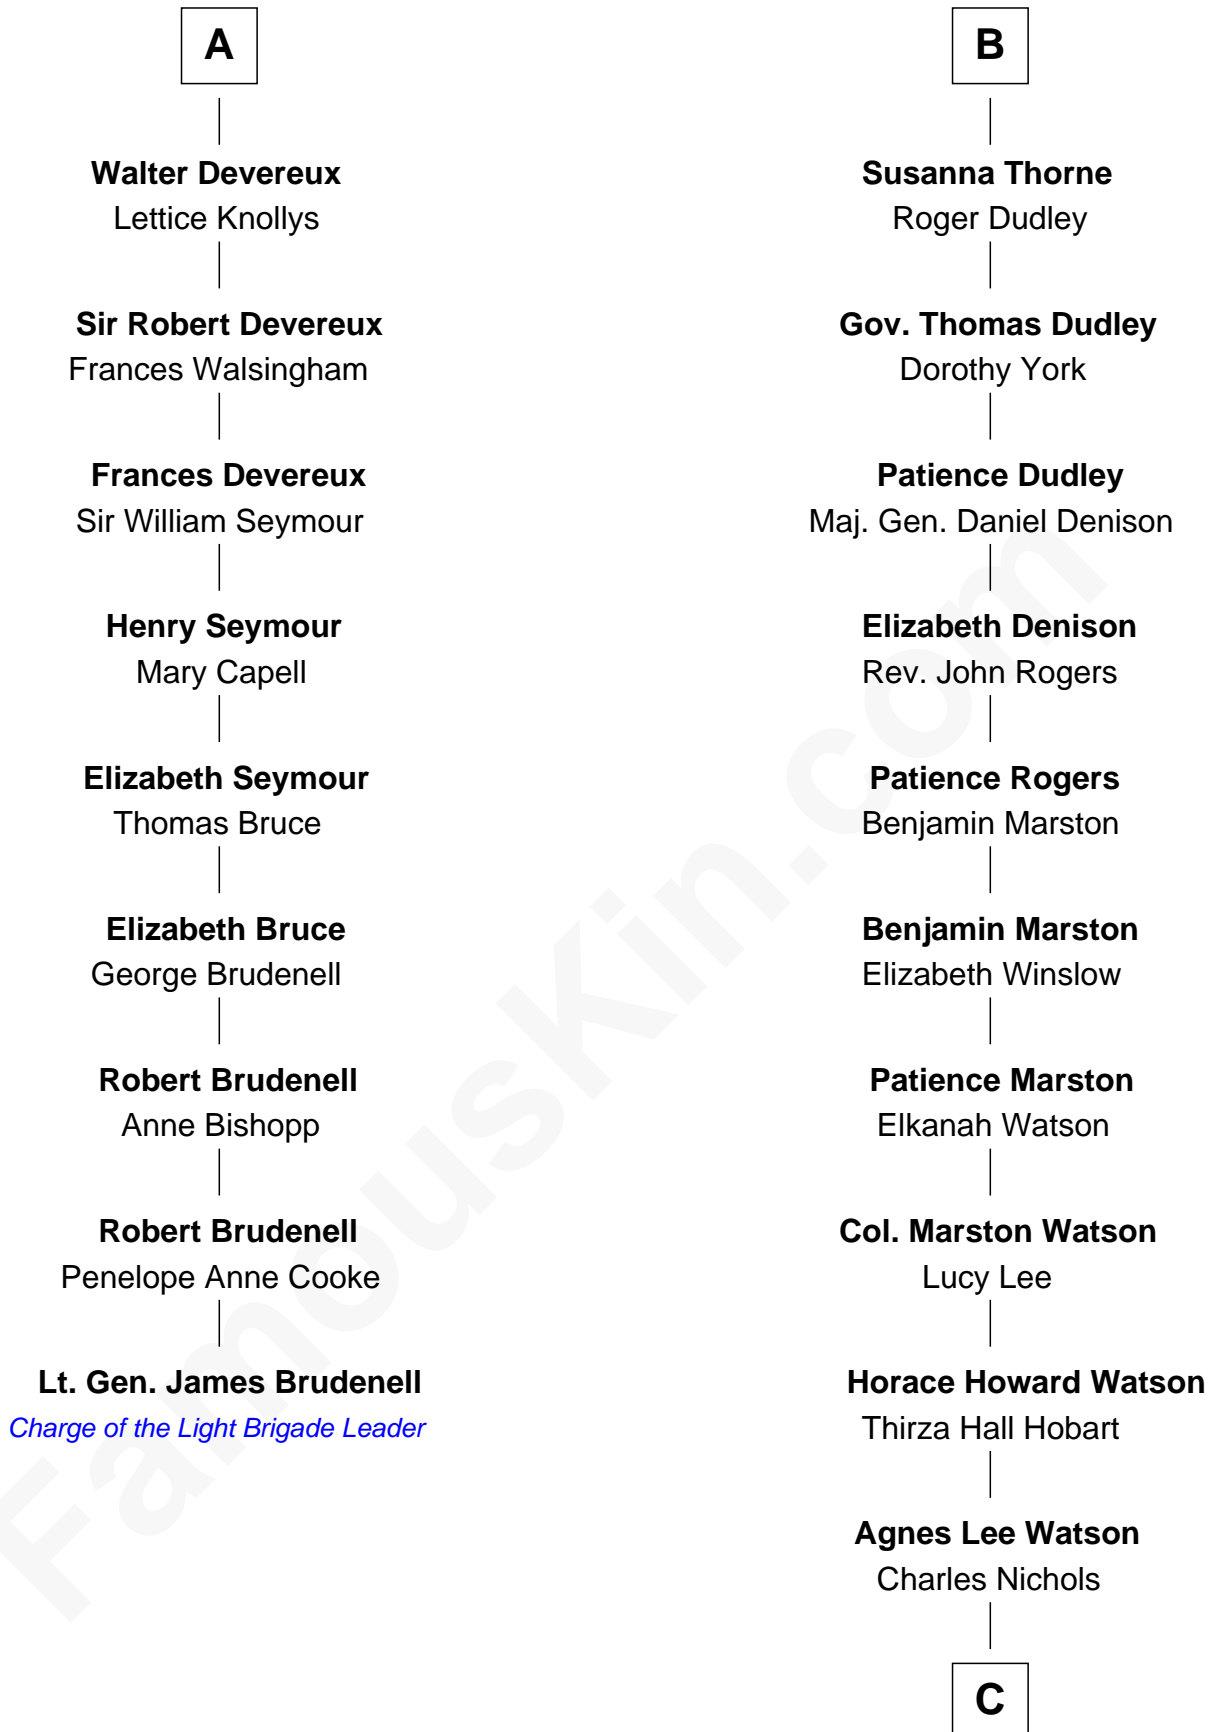 A
Walter Devereux
Lettice Knollys
Sir Robert Devereux
Frances Walsingham
Frances Devereux
Sir William Seymour
Henry Seymour
Mary Capell
Elizabeth Seymour
Thomas Bruce
Elizabeth Bruce
George Brudenell
Robert Brudenell
Anne Bishopp
Robert Brudenell
Penelope Anne Cooke
Lt. Gen. James Brudenell
Charge of the Light Brigade Leader
B
Susanna Thorne
Roger Dudley
Gov. Thomas Dudley
Dorothy York
Patience Dudley
Maj. Gen. Daniel Denison
Elizabeth Denison
Rev. John Rogers
Patience Rogers
Benjamin Marston
Benjamin Marston
Elizabeth Winslow
Patience Marston
Elkanah Watson
Col. Marston Watson
Lucy Lee
Horace Howard Watson
Thirza Hall Hobart
Agnes Lee Watson
Charles Nichols
C
FamousKin.com